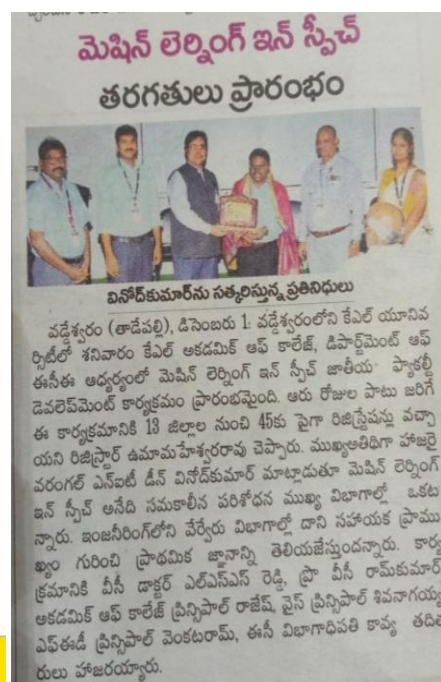 మెషిన్ లెర్నింగ్ ఇన్ స్పీచ్
తరగతులు ప్రారంభం
వినోద్‌కుమార్‌ను సత్కరిస్తున్న ప్రతినిధులు
వడ్డేశ్వరం (తాడేపల్లి), డిసెంబరు 1: వడ్డేశ్వరంలోని కేఎల్ యూనివ
ర్సిటీలో శనివారం కేఎల్ అకడమిక్ ఆఫ్ కాలేజ్, డిపార్ట్‌మెంట్ ఆఫ్
ఈసీఈ ఆధ్వర్యంలో మెషిన్ లెర్నింగ్ ఇన్ స్పీచ్ జాతీయ ఫ్యాకల్టీ
డెవలెప్‌మెంట్ కార్యక్రమం ప్రారంభమైంది. ఆరు రోజుల పాటు జరిగే
ఈ కార్యక్రమానికి 13 జిల్లాల నుంచి 45కు పైగా రిజిస్ట్రేషన్లు వచ్చా
యని రిజిస్ట్రార్ ఉమామహేశ్వరరావు చెప్పారు. ముఖ్యఅతిథిగా హాజరై
వరంగల్ ఎన్ఐటీ డీన్ వినోద్‌కుమార్ మాట్లాడుతూ మెషిన్ లెర్నింగ్
ఇన్ స్పీచ్ అనేది సమకాలీన పరిశోధన ముఖ్య విభాగాల్లో ఒకట
న్నారు. ఇంజనీరింగ్‌లోని వేర్వేరు విభాగాల్లో దాని సహాయక ప్రాము
ఖ్యం గురించి ప్రాథమిక జ్ఞానాన్ని తెలియజేస్తుందన్నారు. కార్య
క్రమానికి వీసీ డాక్టర్ ఎల్ఎస్ఎస్ రెడ్డి, ప్రొ వీసీ రామ్‌కుమార్
అకడమిక్ ఆఫ్ కాలేజ్ ప్రిన్సిపాల్ రాజేష్, వైస్ ప్రిన్సిపాల్ శివనాగయ్య
ఎఫ్ఈడీ ప్రిన్సిపాల్ వెంకటరామ్, ఈసీ విభాగాధిపతి కావ్య తదిత
రులు హాజరయ్యారు.